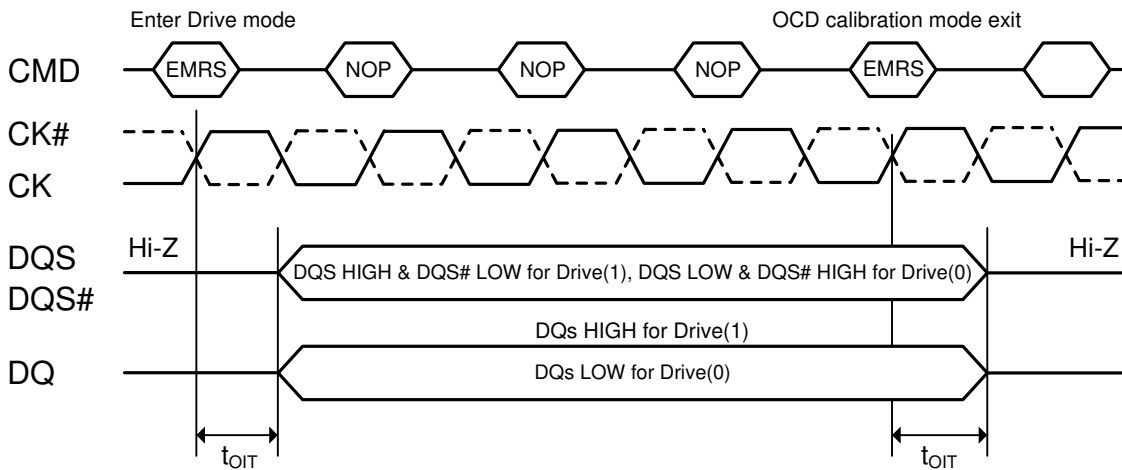 Enter Drive mode
OCD calibration mode exit
CMD
EMRS
NOP
NOP
NOP
EMRS
CK#
CK
DQS
DQS#
Hi-Z
DQS HIGH & DQS# LOW for Drive(1), DQS LOW & DQS# HIGH for Drive(0)
Hi-Z
DQs HIGH for Drive(1)
DQ
DQs LOW for Drive(0)
tOIT
tOIT